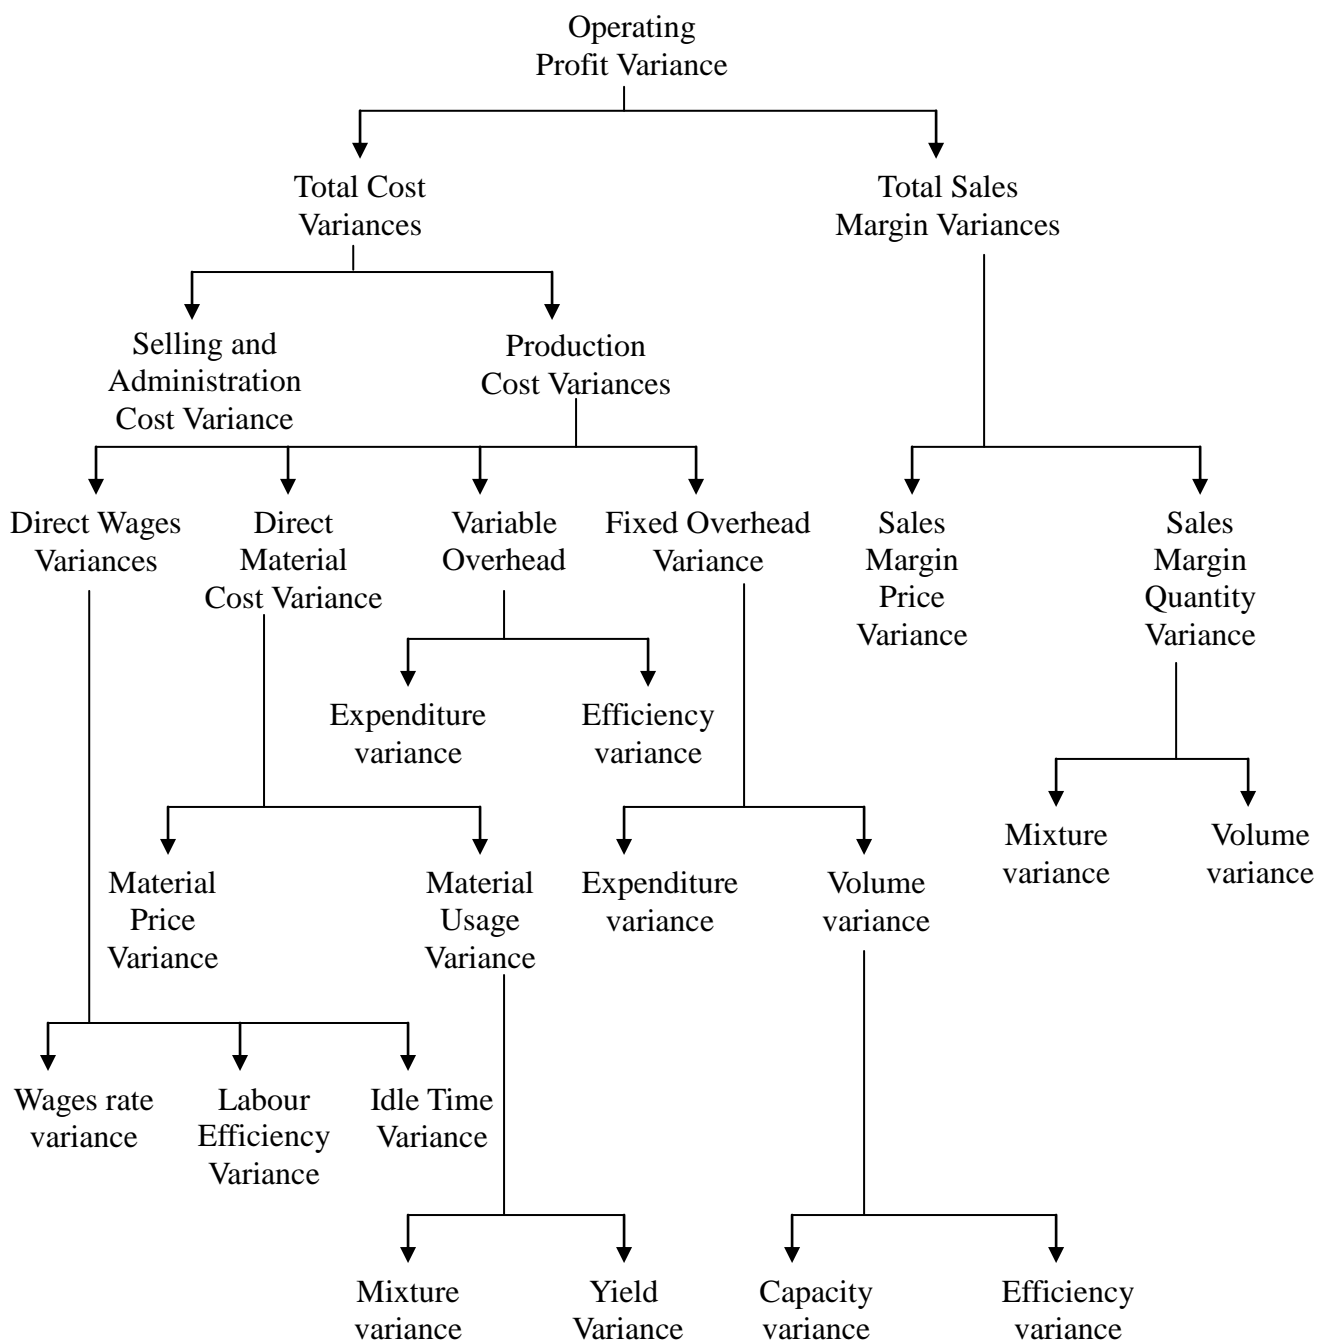 Operating
Profit Variance
Total Cost
Variances
Total Sales
Margin Variances
Selling and
Administration
Cost Variance
Production
Cost Variances
Direct Wages
Variances
Direct
Material
Cost Variance
Variable
Overhead
Fixed Overhead
Variance
Sales
Margin
Price
Variance
Sales
Margin
Quantity
Variance
Expenditure
variance
Efficiency
variance
Mixture
variance
Volume
variance
Material
Price
Variance
Material
Usage
Variance
Expenditure
variance
Volume
variance
Wages rate
variance
Labour
Efficiency
Variance
Idle Time
Variance
Mixture
variance
Yield
Variance
Capacity
variance
Efficiency
variance